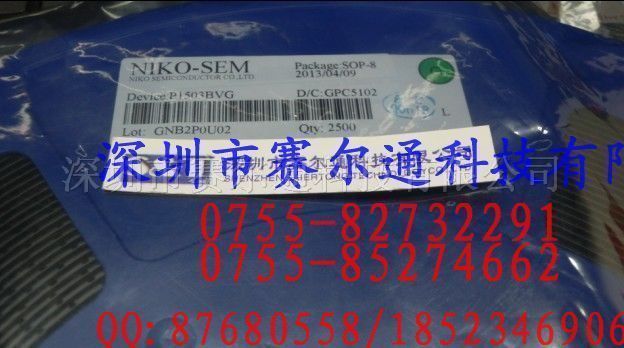 NIKO-SEM
NIKO SEMICONDUCTOR CO.,LTD
Package:SOP-8
2013/04/09
Device:P1503BVG
D/C:GPC5102
L
Lot: GNB2P0U02
Qty: 2500
深圳市赛尔通科技有限
0755-82732291
0755-85274662
QQ: 87680558/1852346906